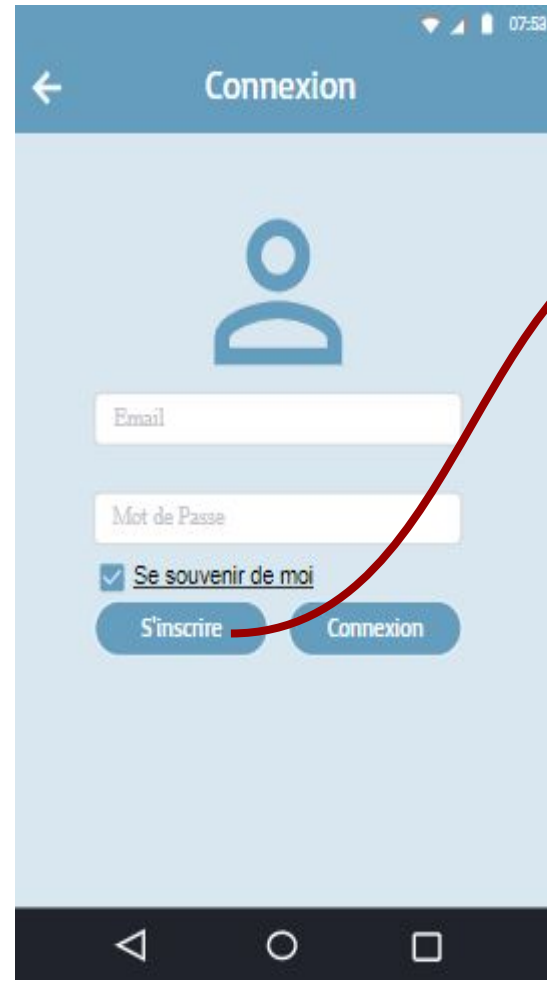 07:53
Connexion
Email
Mot de Passe
Se souvenir de moi
S'inscrire Connexion